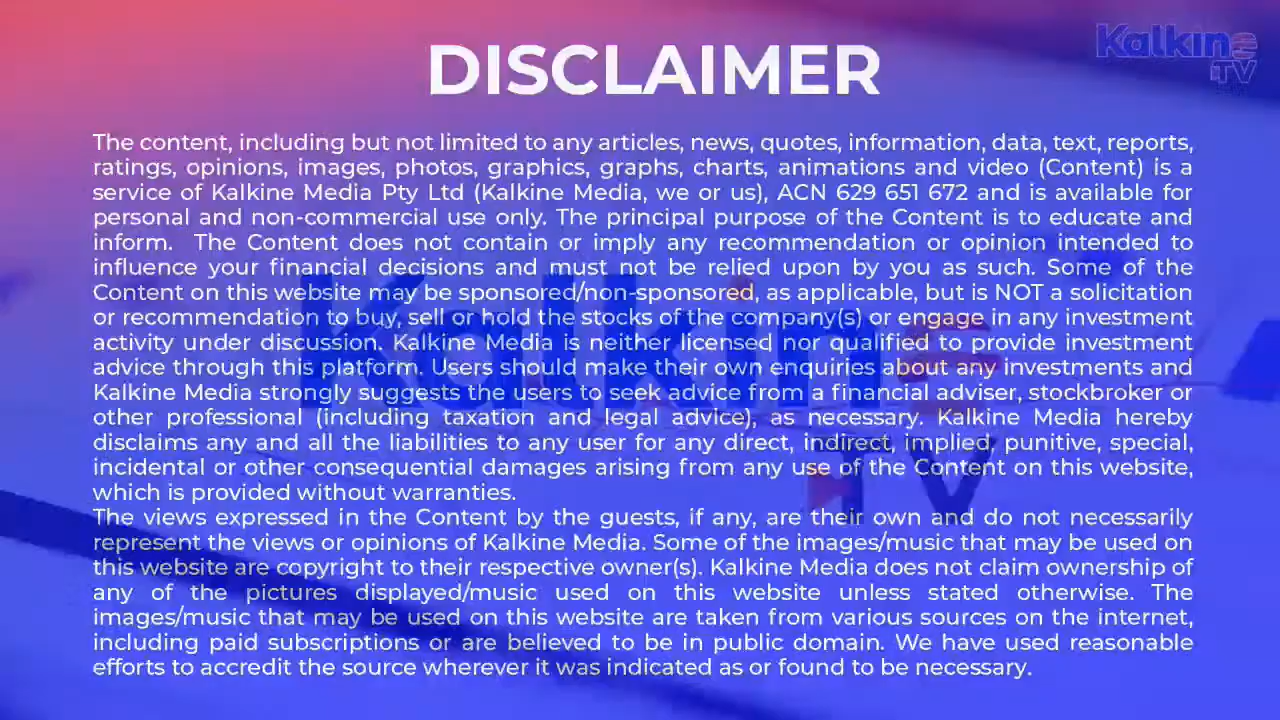 Kalkine
TV
DISCLAIMER
The content, including but not limited to any articles, news, quotes, information, data, text, reports,
ratings, opinions, images, photos, graphics, graphs, charts, animations and video (Content) is a
service of Kalkine Media Pty Ltd (Kalkine Media, we or us), ACN 629 651 672 and is available for
personal and non-commercial use only. The principal purpose of the Content is to educate and
inform. The Content does not contain or imply any recommendation or opinion intended to
influence your financial decisions and must not be relied upon by you as such. Some of the
Content on this website may be sponsored/non-sponsored, as applicable, but is NOT a solicitation
or recommendation to buy, sell or hold the stocks of the company(s) or engage in any investment
activity under discussion. Kalkine Media is neither licensed nor qualified to provide investment
advice through this platform. Users should make their own enquiries about any investments and
Kalkine Media strongly suggests the users to seek advice from a financial adviser, stockbroker or
other professional (including taxation and legal advice), as necessary. Kalkine Media hereby
disclaims any and all the liabilities to any user for any direct, indirect, implied, punitive, special,
incidental or other consequential damages arising from any use of the Content on this website,
which is provided without warranties.
The views expressed in the Content by the guests, if any, are their own and do not necessarily
represent the views or opinions of Kalkine Media. Some of the images/music that may be used on
this website are copyright to their respective owner(s). Kalkine Media does not claim ownership of
any of the pictures displayed/music used on this website unless stated otherwise. The
images/music that may be used on this website are taken from various sources on the internet,
including paid subscriptions or are believed to be in public domain. We have used reasonable
efforts to accredit the source wherever it was indicated as or found to be necessary.
Kalkine
TV